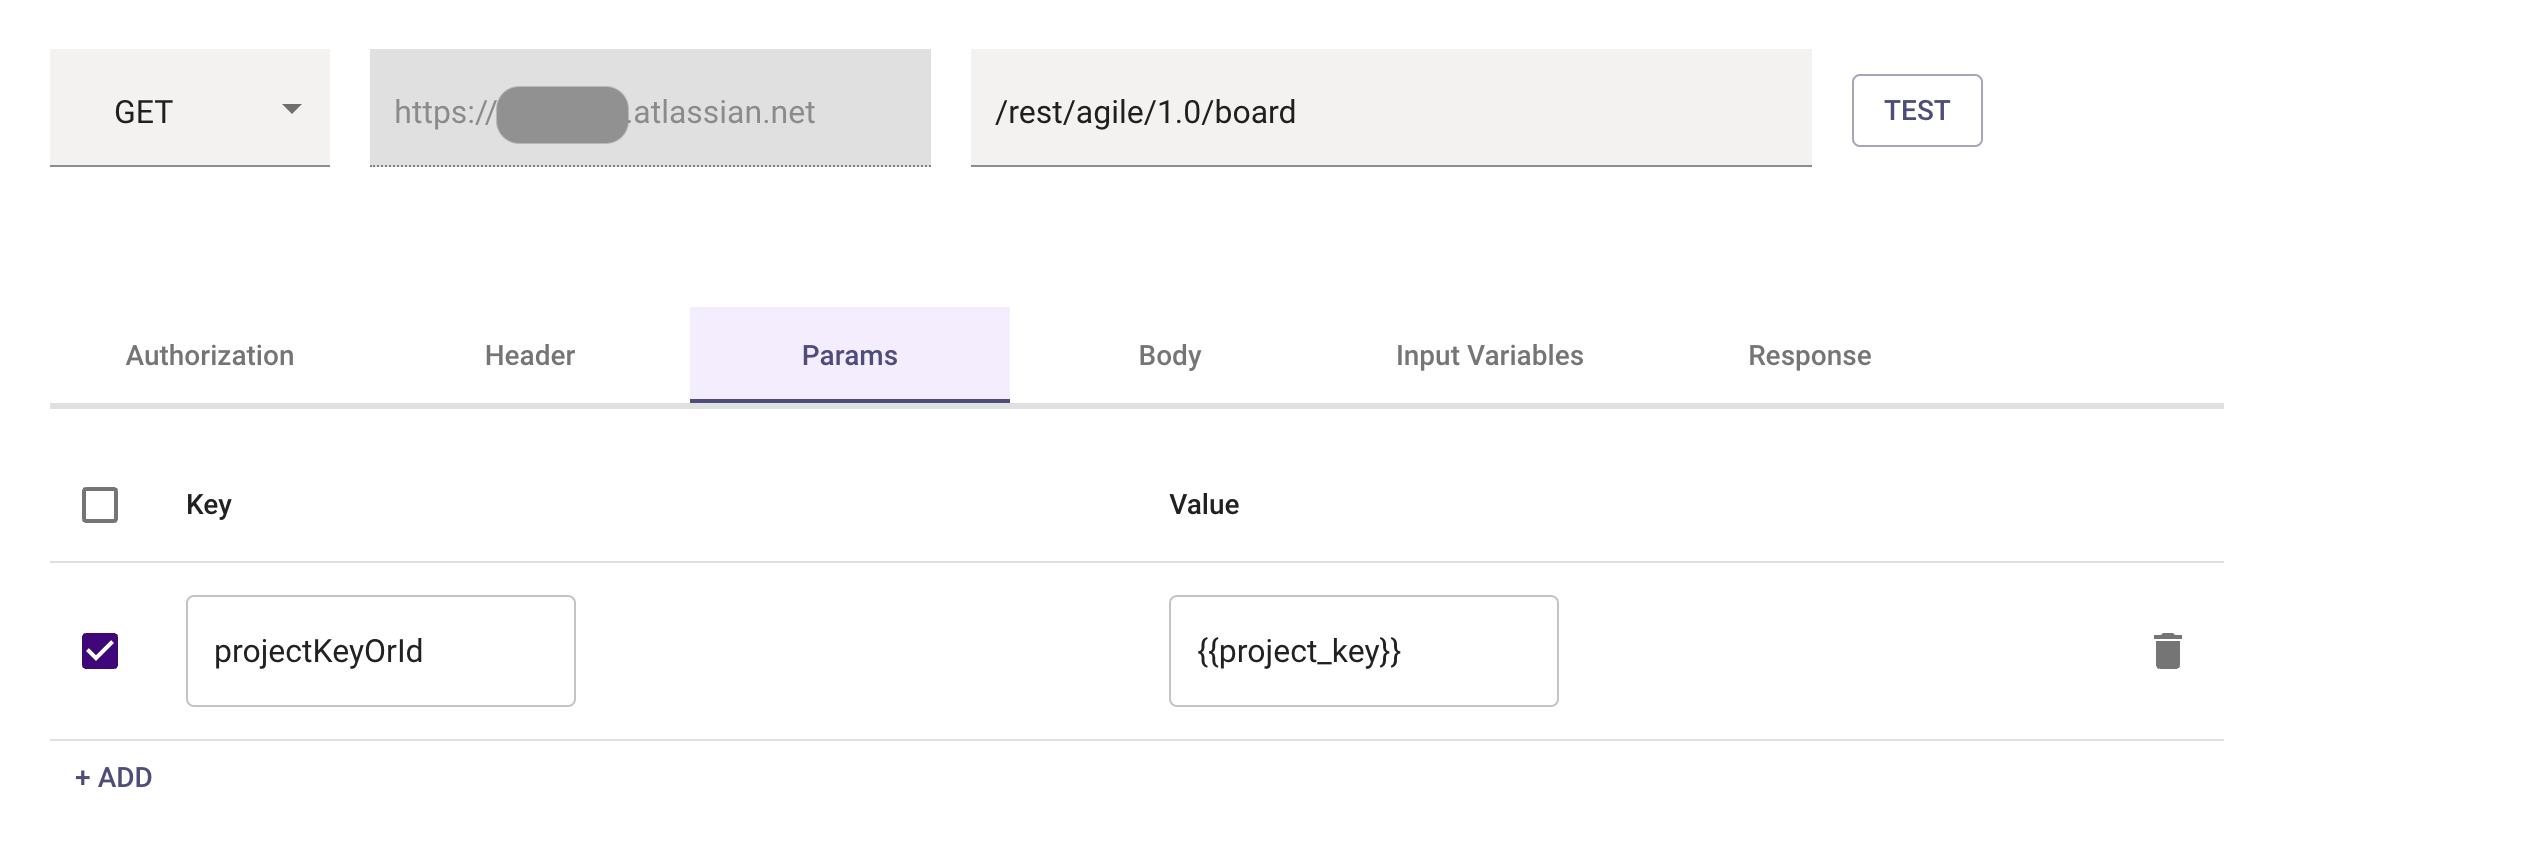 GET https:// .atlassian.net /rest/agile/1.0/board TEST
Authorization Header Params Body Input Variables Response
Key Value
projectKeyOrId {{project_key}}
+ ADD